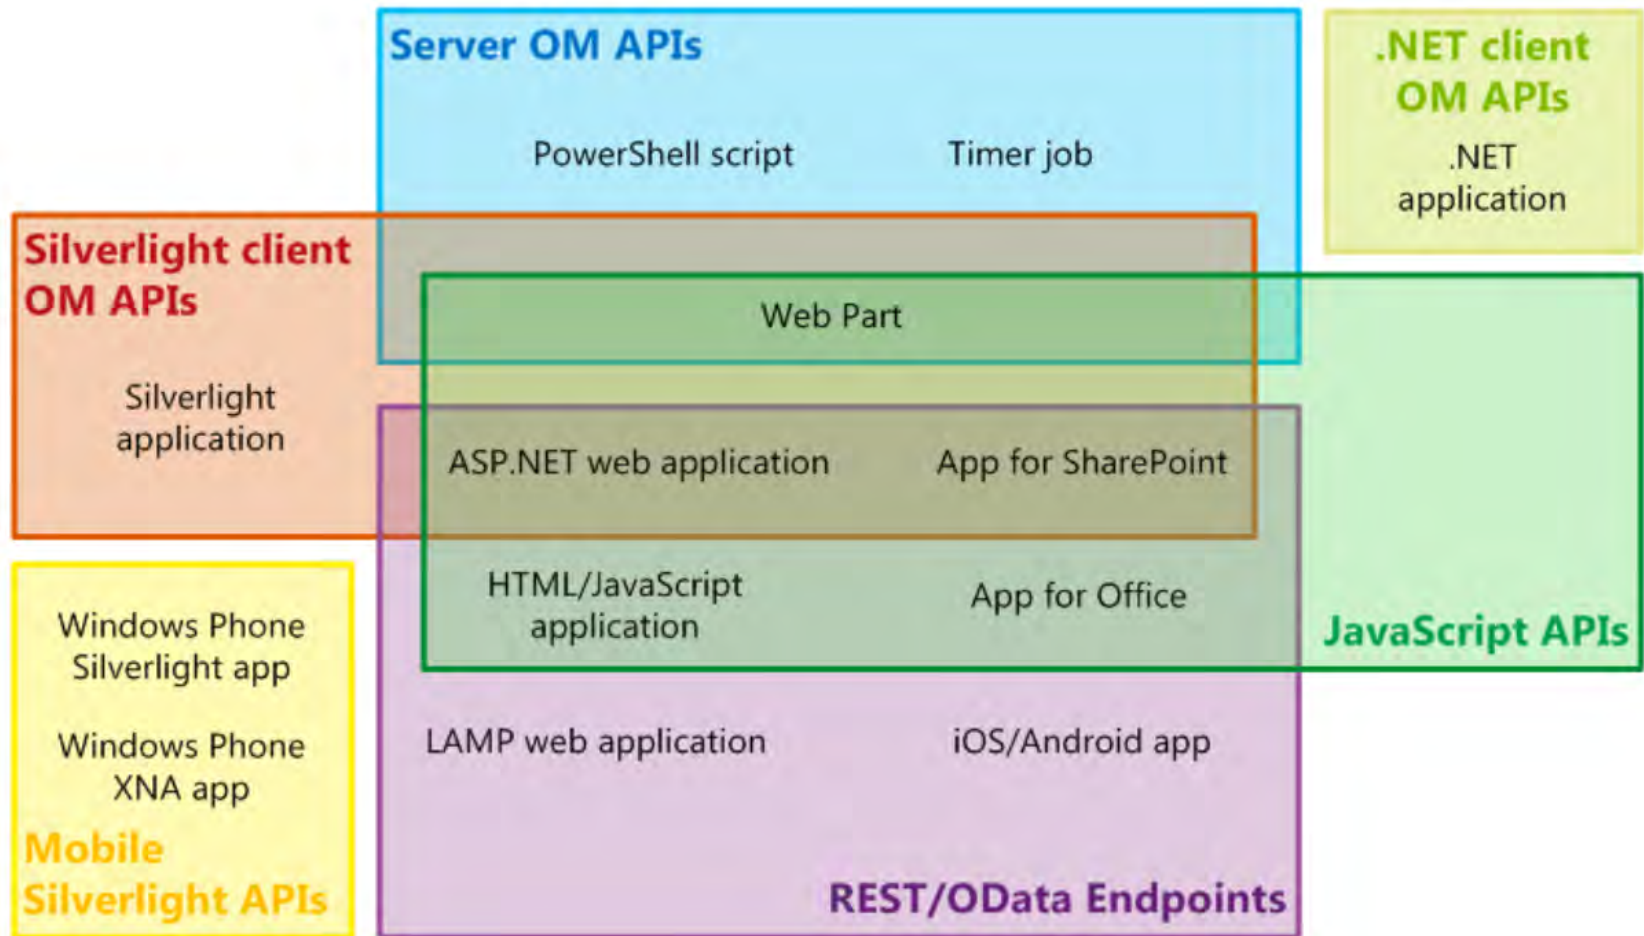 Server OM APIs
.NET client
OM APIs
PowerShell script
Timer job
.NET
application
Silverlight client
OM APIs
Web Part
Silverlight
application
ASP.NET web application
App for SharePoint
HTML/JavaScript
application
App for Office
JavaScript APIs
Windows Phone
Silverlight app
Windows Phone
XNA app
LAMP web application
iOS/Android app
Mobile
Silverlight APIs
REST/OData Endpoints